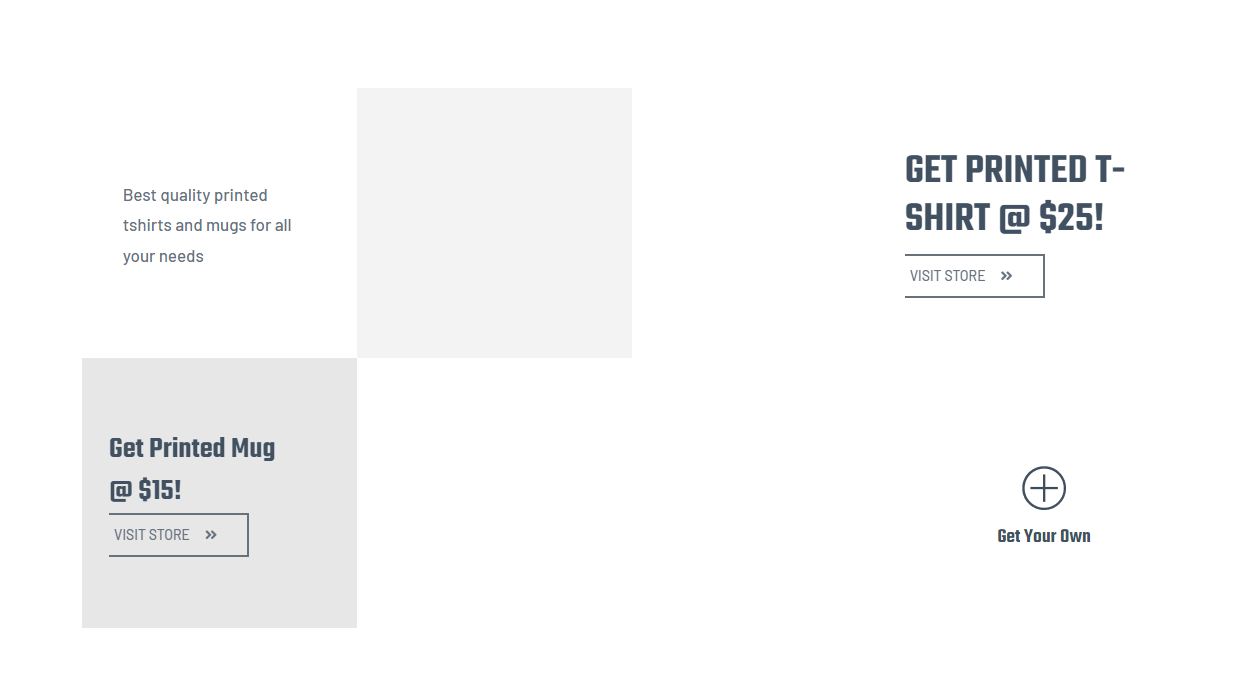 Best quality printed
tshirts and mugs for all
your needs
GET PRINTED T-
SHIRT @ $25!
VISIT STORE
Get Printed Mug
@ $15!
VISIT STORE
Get Your Own